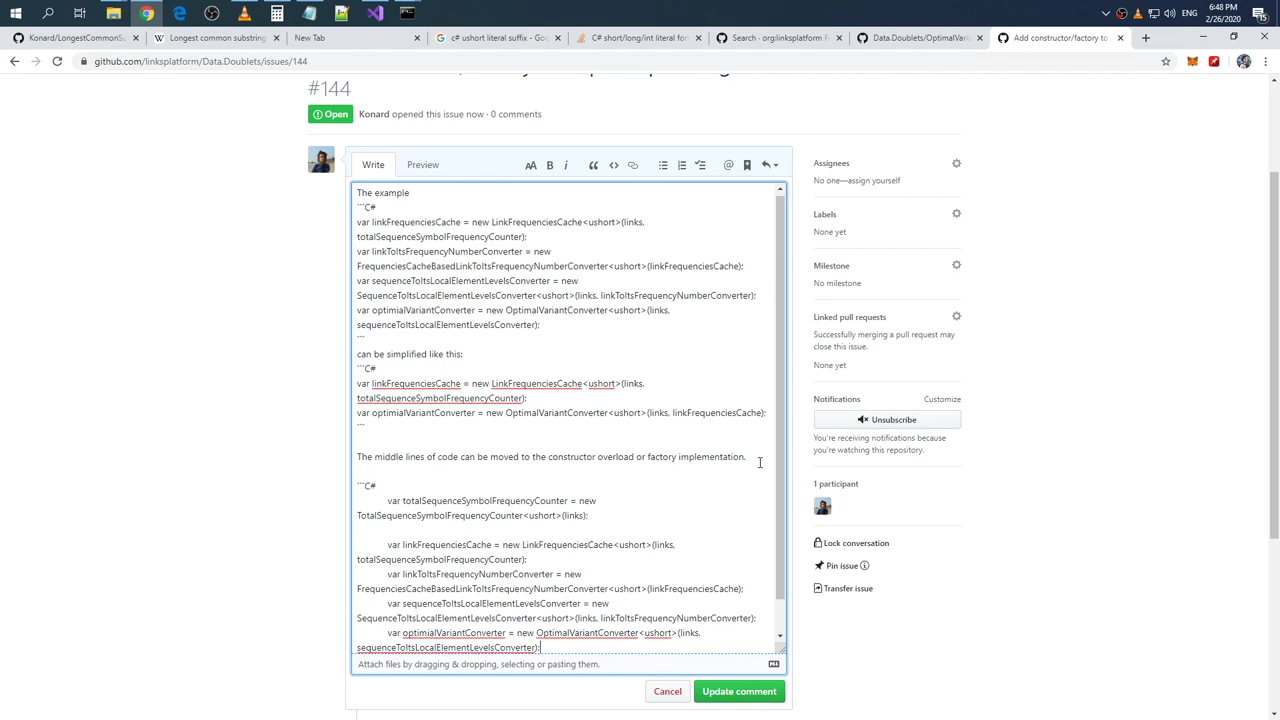 6:48 PM
2/26/2020
15
Konard/LongestCommonSu
Longest common substring
New Tab
c# ushort literal suffix - Goo
C# short/long/int literal for
Search · org:linksplatform F
Data.Doublets/OptimalVaria
Add constructor/factory to
github.com/linksplatform/Data.Doublets/issues/144
#144
Open
Konard opened this issue now · 0 comments
Write
Preview
The example
```C#
var linkFrequenciesCache = new LinkFrequenciesCache<ushort>(links,
totalSequenceSymbolFrequencyCounter);
var linkToItsFrequencyNumberConverter = new
FrequenciesCacheBasedLinkToItsFrequencyNumberConverter<ushort>(linkFrequenciesCache);
var sequenceToItsLocalElementLevelsConverter = new
SequenceToItsLocalElementLevelsConverter<ushort>(links, linkToItsFrequencyNumberConverter);
var optimialVariantConverter = new OptimalVariantConverter<ushort>(links,
sequenceToItsLocalElementLevelsConverter);
```
can be simplified like this:
```C#
var linkFrequenciesCache = new LinkFrequenciesCache<ushort>(links,
totalSequenceSymbolFrequencyCounter);
var optimialVariantConverter = new OptimalVariantConverter<ushort>(links, linkFrequenciesCache);
```
The middle lines of code can be moved to the constructor overload or factory implementation.
```C#
var totalSequenceSymbolFrequencyCounter = new
TotalSequenceSymbolFrequencyCounter<ushort>(links);
var linkFrequenciesCache = new LinkFrequenciesCache<ushort>(links,
totalSequenceSymbolFrequencyCounter);
var linkToItsFrequencyNumberConverter = new
FrequenciesCacheBasedLinkToItsFrequencyNumberConverter<ushort>(linkFrequenciesCache);
var sequenceToItsLocalElementLevelsConverter = new
SequenceToItsLocalElementLevelsConverter<ushort>(links, linkToItsFrequencyNumberConverter);
var optimialVariantConverter = new OptimalVariantConverter<ushort>(links,
sequenceToItsLocalElementLevelsConverter);
Attach files by dragging & dropping, selecting or pasting them.
Cancel
Update comment
Assignees
No one—assign yourself
Labels
None yet
Milestone
No milestone
Linked pull requests
Successfully merging a pull request may
close this issue.
None yet
Notifications
Customize
Unsubscribe
You're receiving notifications because
you're watching this repository.
1 participant
Lock conversation
Pin issue
Transfer issue